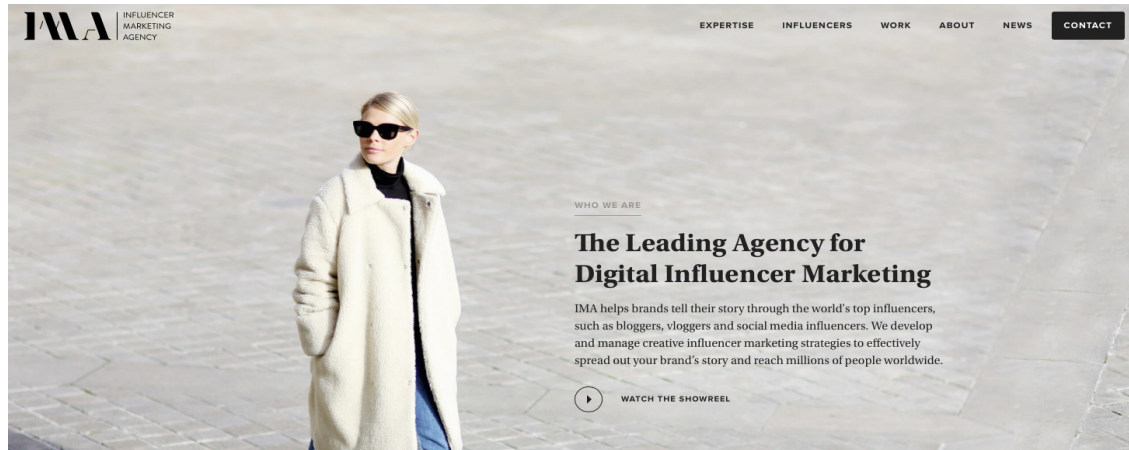 IMA
INFLUENCER
MARKETING
AGENCY
EXPERTISE
INFLUENCERS
WORK
ABOUT
NEWS
CONTACT
WHO WE ARE
The Leading Agency for
Digital Influencer Marketing
IMA helps brands tell their story through the world's top influencers,
such as bloggers, vloggers and social media influencers. We develop
and manage creative influencer marketing strategies to effectively
spread out your brand's story and reach millions of people worldwide.
WATCH THE SHOWREEL